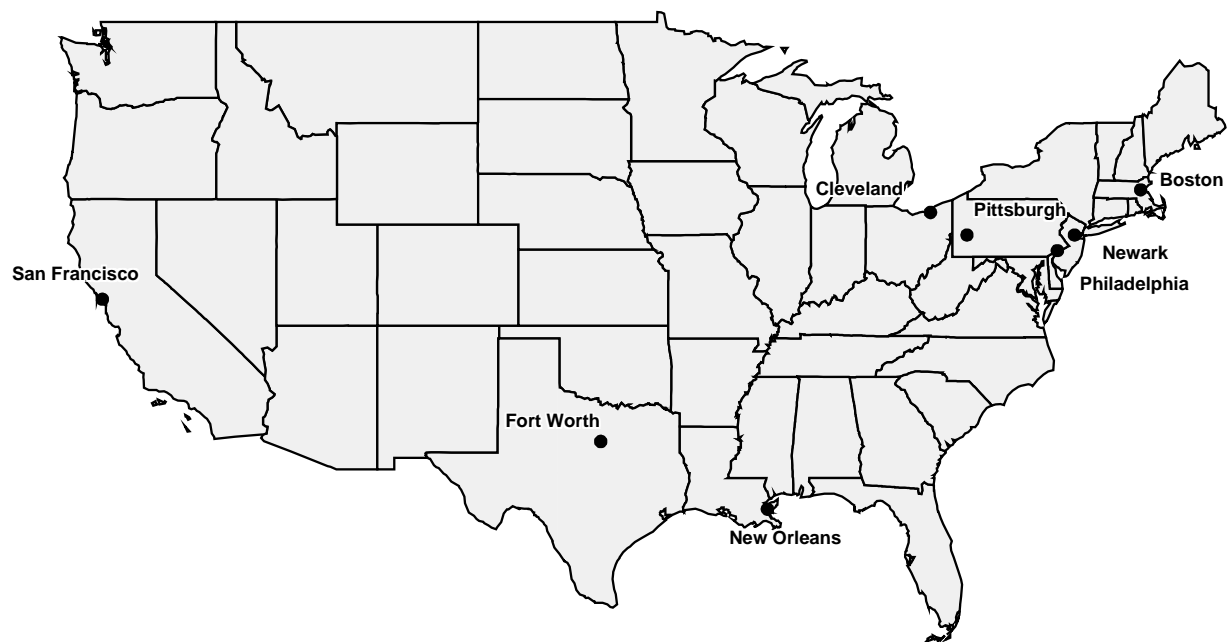 Cleveland
Boston
Pittsburgh
Newark
San Francisco
Philadelphia
Fort Worth
New Orleans